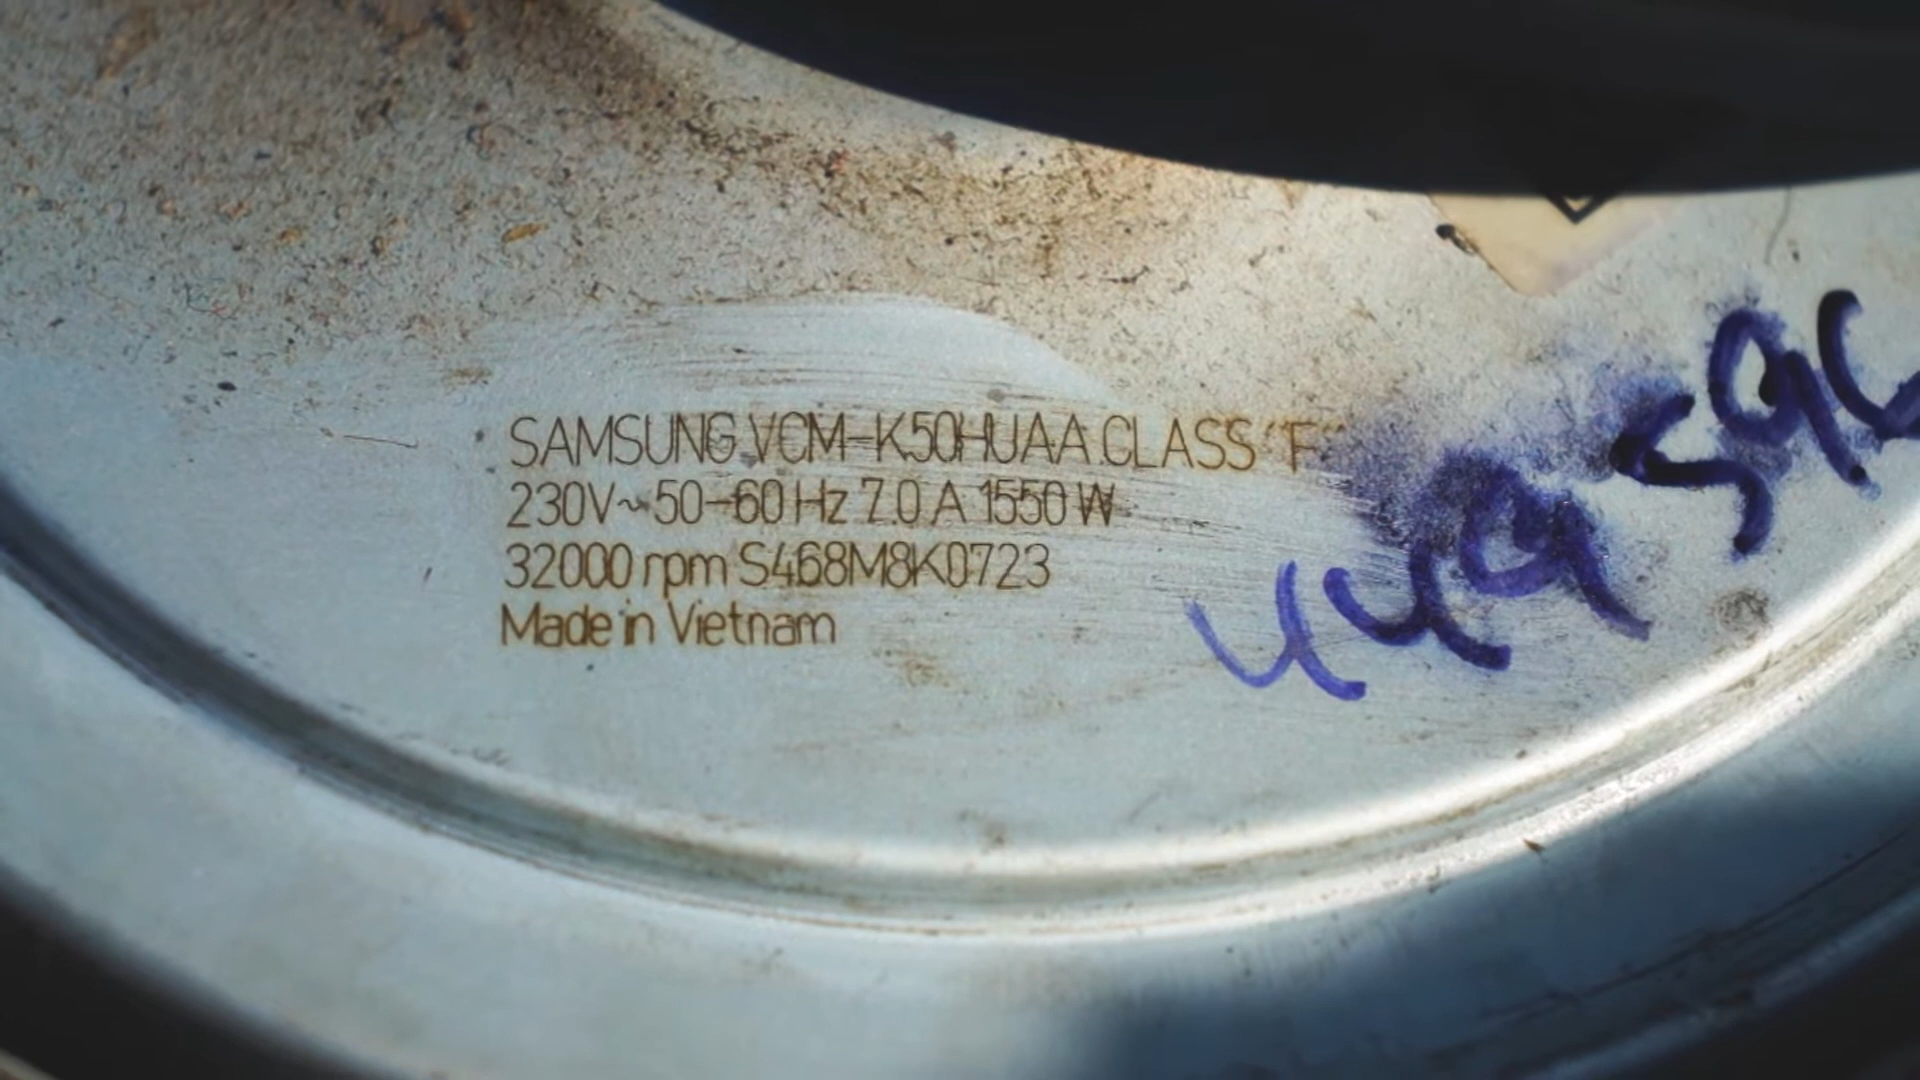 SAMSUNG VCM-K50HUAA CLASS "F"
230V~ 50-60 Hz 7.0 A 1550 W
32000 rpm S468M8K0723
Made in Vietnam